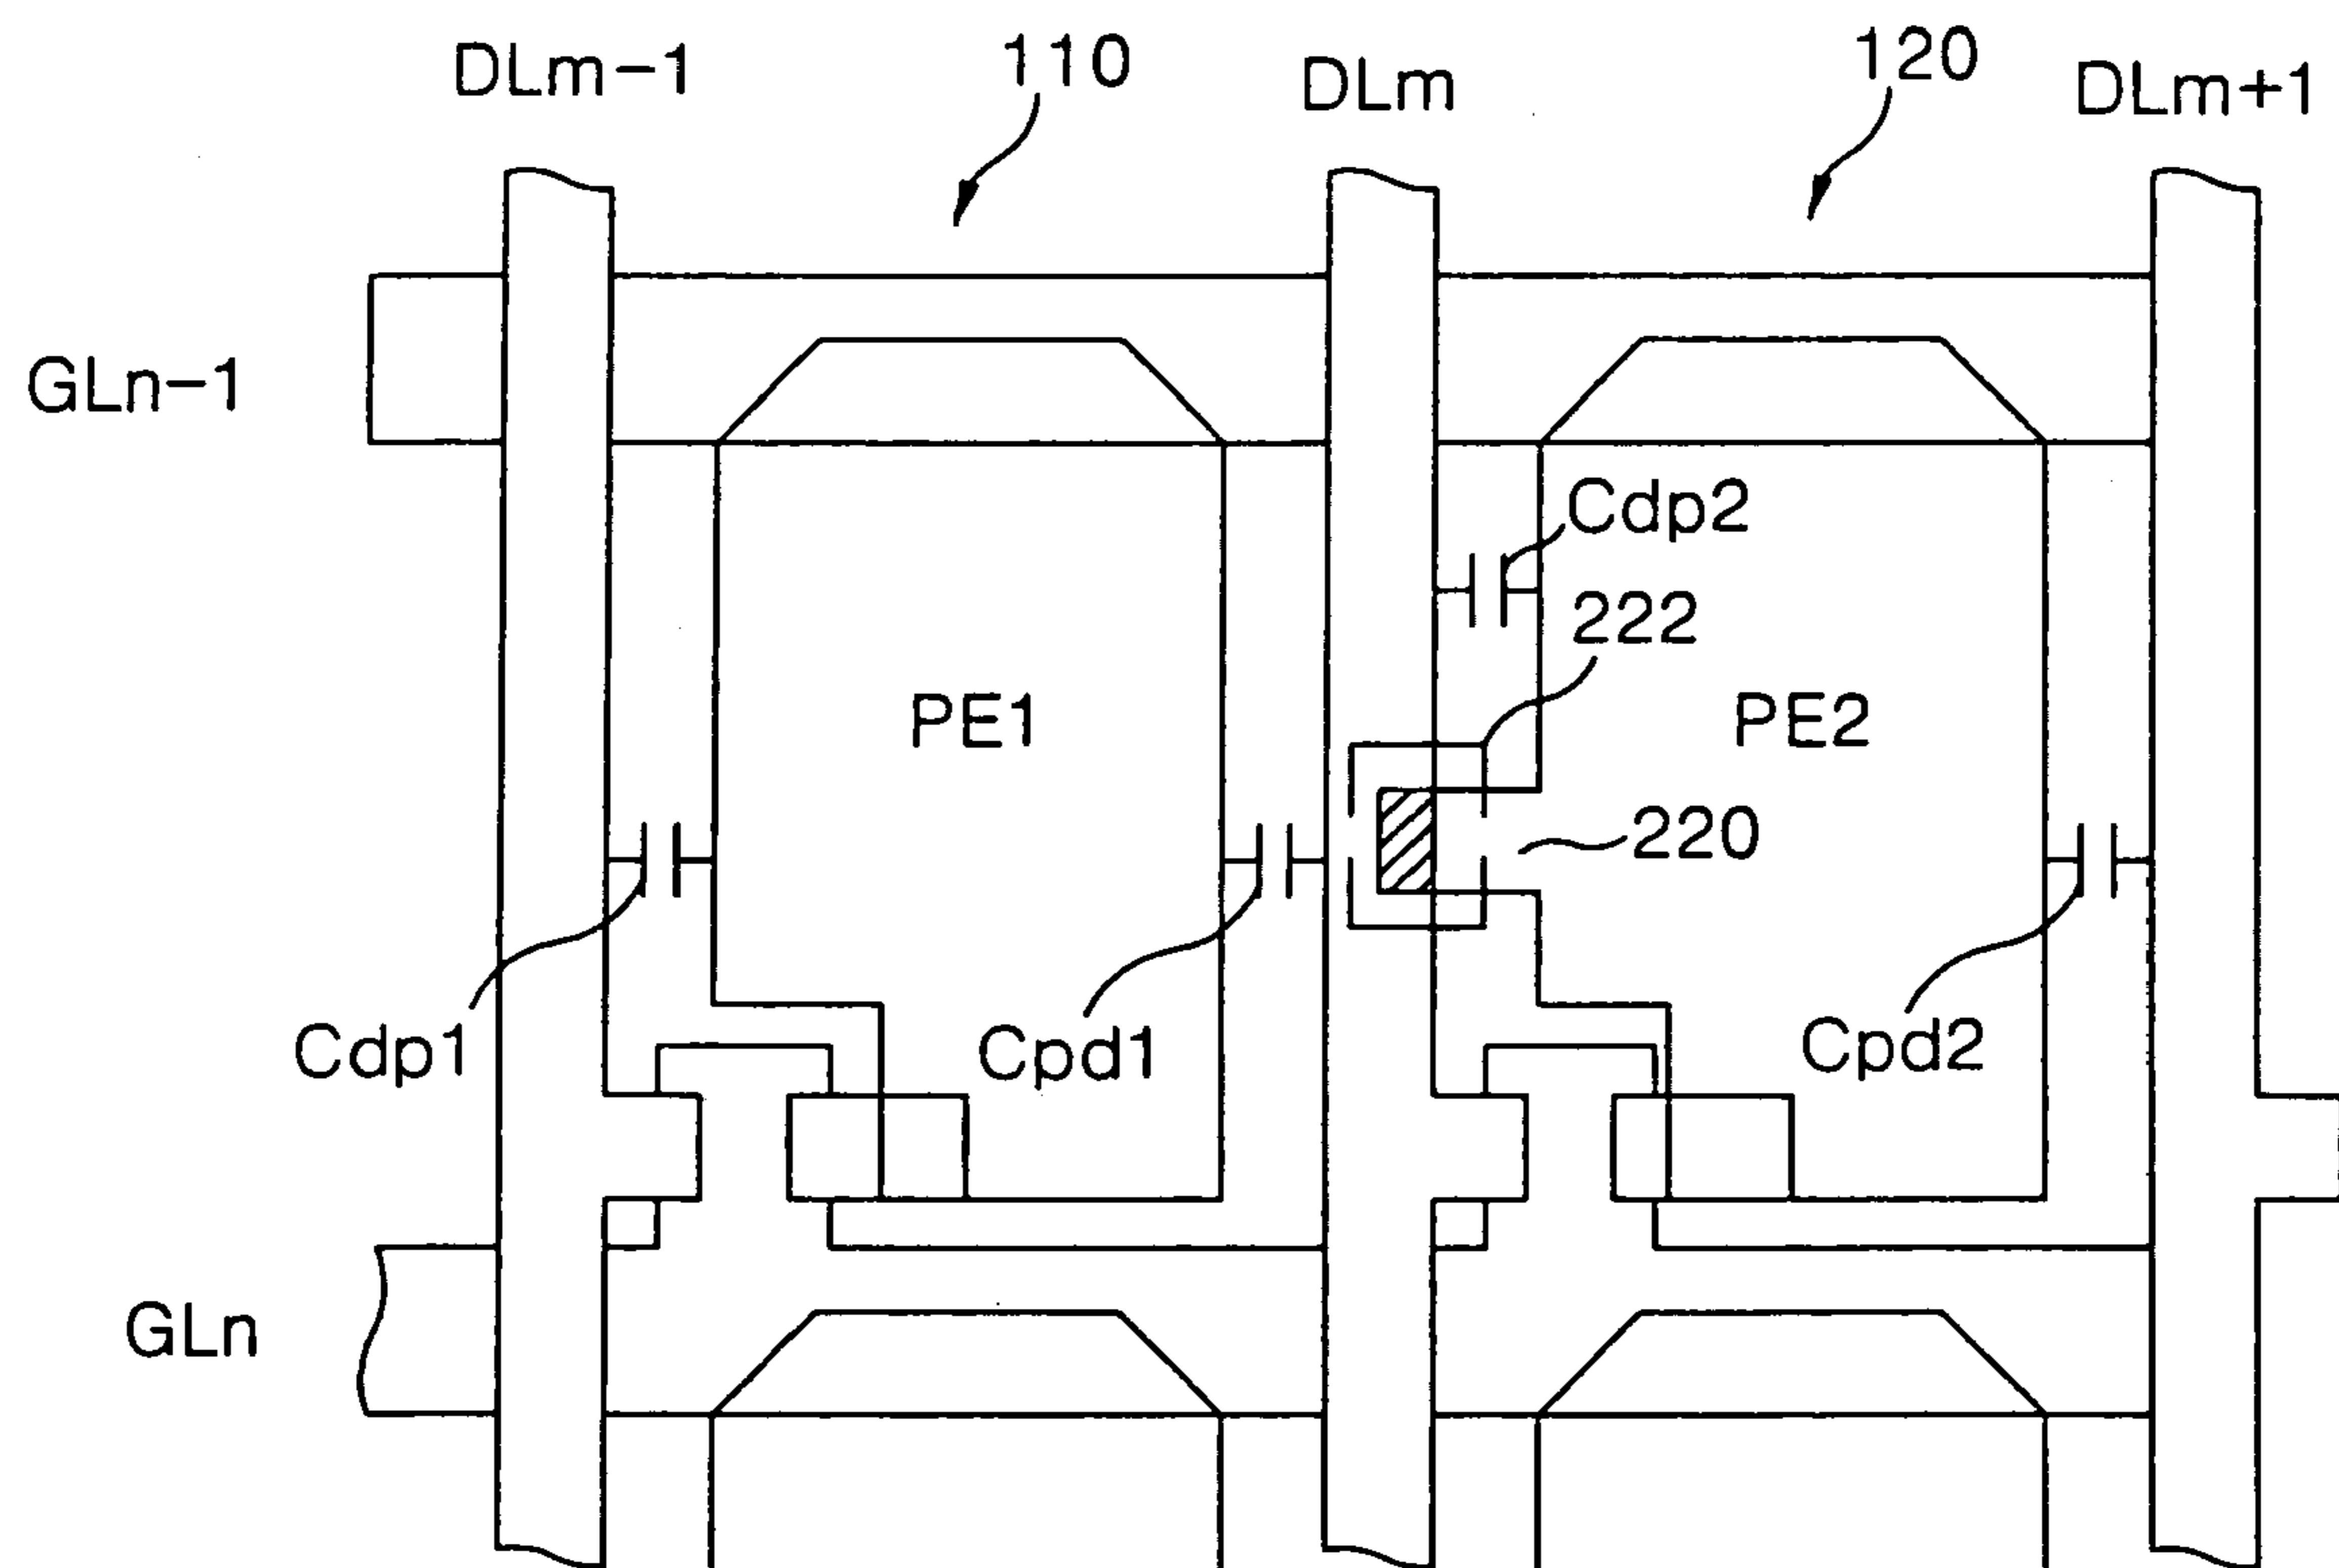 DLm-1
110
DLm
120
DLm+1
GLn-1
Cdp2
222
PE1
PE2
220
Cdp1
Cpd1
Cpd2
GLn